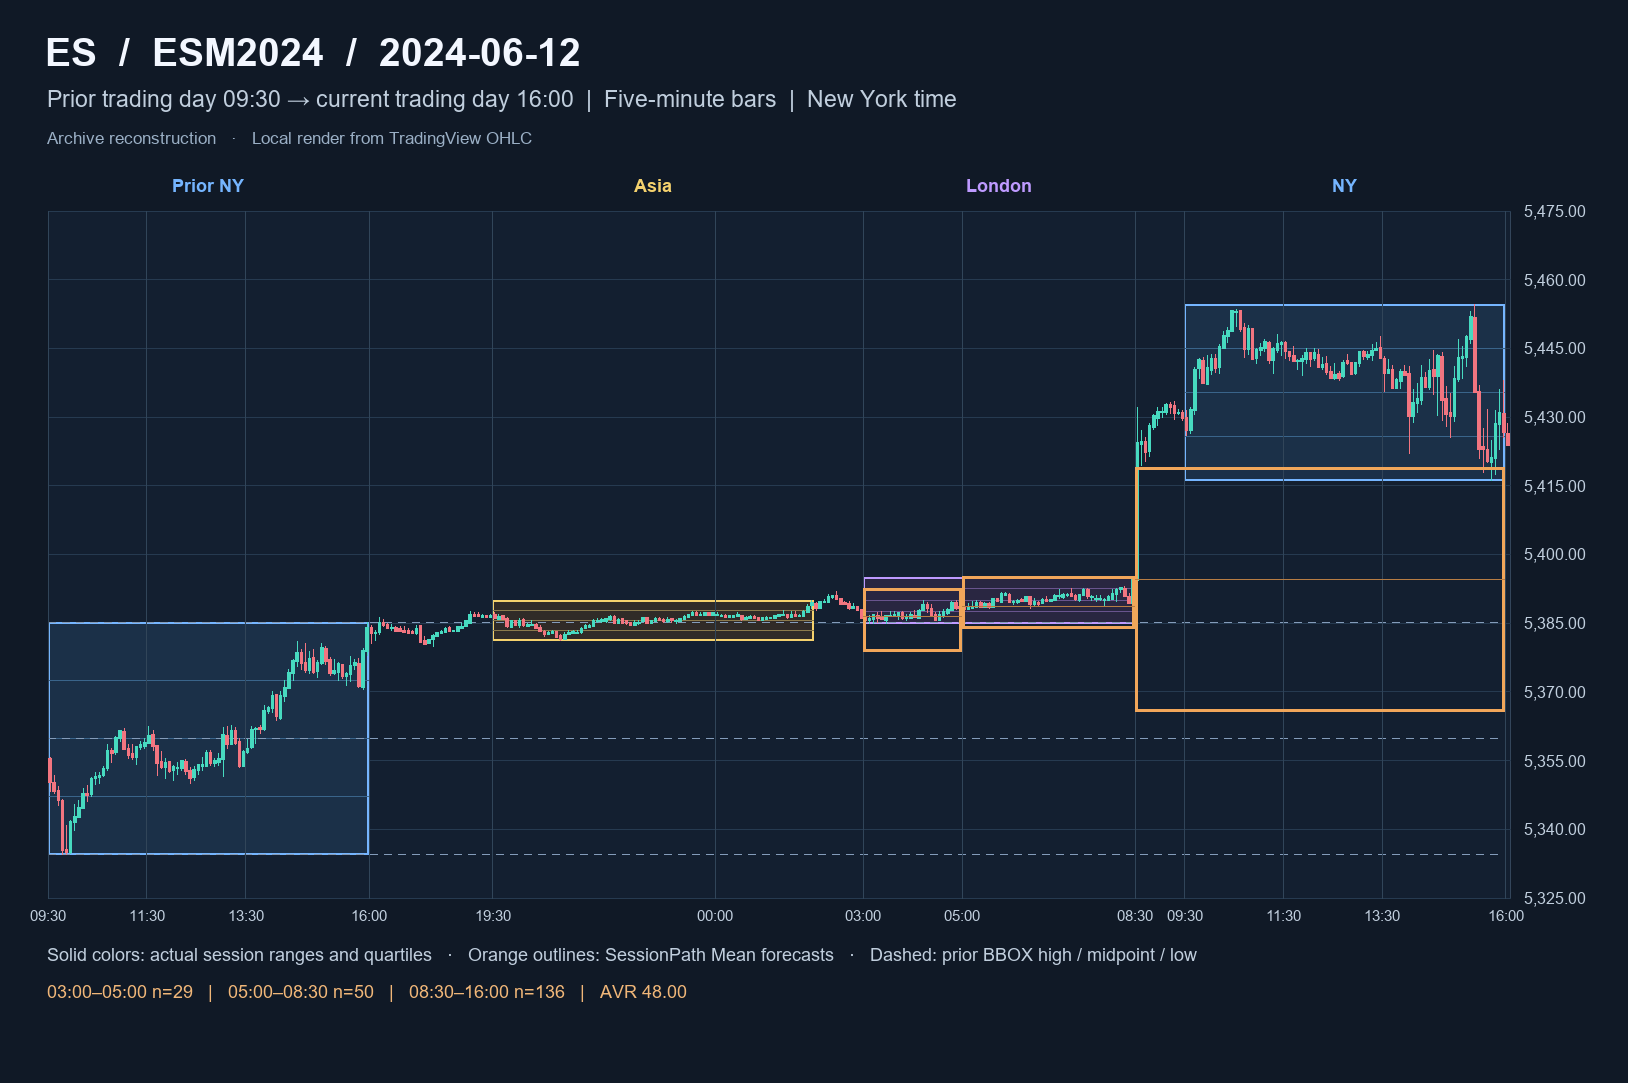 ES / ESM2024 / 2024-06-12
Prior trading day 09:30 → current trading day 16:00 | Five-minute bars | New York time
Archive reconstruction · Local render from TradingView OHLC
Prior NY Asia London NY
5,475.00
5,460.00
5,445.00
5,430.00
5,415.00
5,400.00
5,385.00
5,370.00
5,355.00
5,340.00
5,325.00
09:30 11:30 13:30 16:00 19:30 00:00 03:00 05:00 08:30 09:30 11:30 13:30 16:00
Solid colors: actual session ranges and quartiles · Orange outlines: SessionPath Mean forecasts · Dashed: prior BBOX high / midpoint / low
03:00–05:00 n=29 | 05:00–08:30 n=50 | 08:30–16:00 n=136 | AVR 48.00